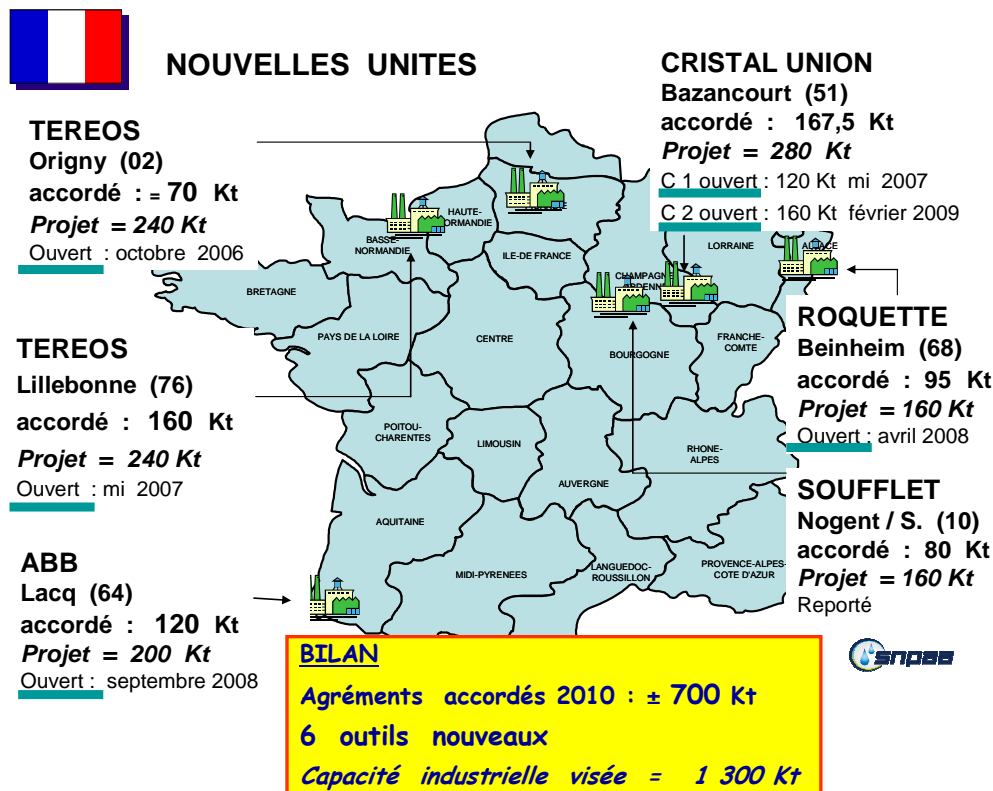 NOUVELLES UNITES
TEREOS
Origny (02)
accordé : = 70 Kt
Projet = 240 Kt
Ouvert : octobre 2006
TEREOS
Lillebonne (76)
accordé : 160 Kt
Projet = 240 Kt
Ouvert : mi 2007
ABB
Lacq (64)
accordé : 120 Kt
Projet = 200 Kt
Ouvert : septembre 2008
CRISTAL UNION
Bazancourt (51)
accordé : 167,5 Kt
Projet = 280 Kt
C 1 ouvert : 120 Kt mi 2007
C 2 ouvert : 160 Kt février 2009
ROQUETTE
Beinheim (68)
accordé : 95 Kt
Projet = 160 Kt
Ouvert : avril 2008
SOUFFLET
Nogent / S. (10)
accordé : 80 Kt
Projet = 160 Kt
Reporté
HAUTE-
NORMANDIE
BASSE-
NORMANDIE
ILE-DE FRANCE
LORRAINE
ALSACE
CHAMPAGNE
ARDENNE
BRETAGNE
PAYS DE LA LOIRE
CENTRE
BOURGOGNE
FRANCHE-
COMTE
POITOU-
CHARENTES
LIMOUSIN
AUVERGNE
RHONE-
ALPES
AQUITAINE
MIDI-PYRENEES
LANGUEDOC-
ROUSSILLON
PROVENCE-ALPES-
COTE D'AZUR
snpaa
BILAN
Agréments accordés 2010 : ± 700 Kt
6 outils nouveaux
Capacité industrielle visée = 1 300 Kt